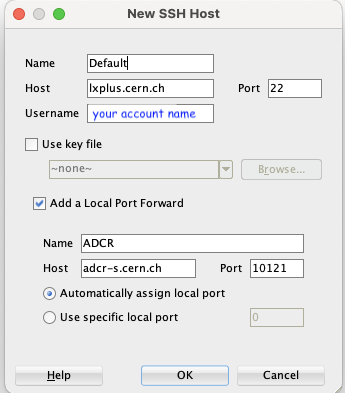 New SSH Host
Name Default
Host lxplus.cern.ch Port 22
Username your account name
Use key file
~none~ Browse...
Add a Local Port Forward
Name ADCR
Host adcr-s.cern.ch Port 10121
Automatically assign local port
Use specific local port 0
Help OK Cancel